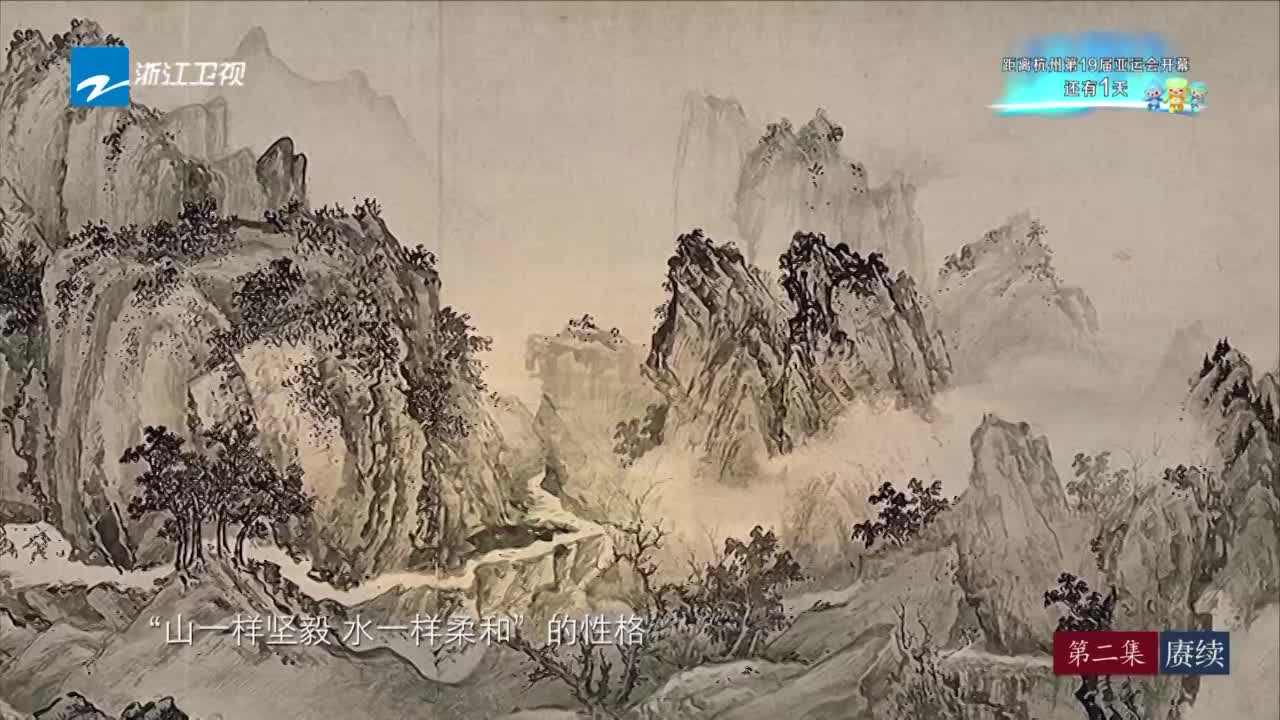 浙江卫视
距离杭州第19届亚运会开幕
还有1天
“山一样坚毅 水一样柔和”的性格
第二集 赓续